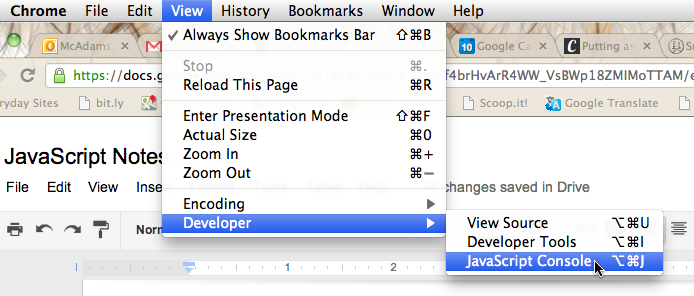 Chrome File Edit View History Bookmarks Window Help
McAdams,
Google Ca
Putting an
https://docs.g
f4brHvArR4WW_VsBWp18ZMlMoTTAM/e
ryday Sites bit.ly
Scoop.it! Google Translate
✓ Always Show Bookmarks Bar ⇧⌘B
Stop ⌘.
Reload This Page ⌘R
Enter Presentation Mode ⇧⌘F
Actual Size ⌘0
Zoom In ⌘+
Zoom Out ⌘−
Encoding ▶
Developer ▶
View Source ⌥⌘U
Developer Tools ⌥⌘I
JavaScript Console ⌥⌘J
JavaScript Notes
File Edit View Inser
changes saved in Drive
Norm
1 2